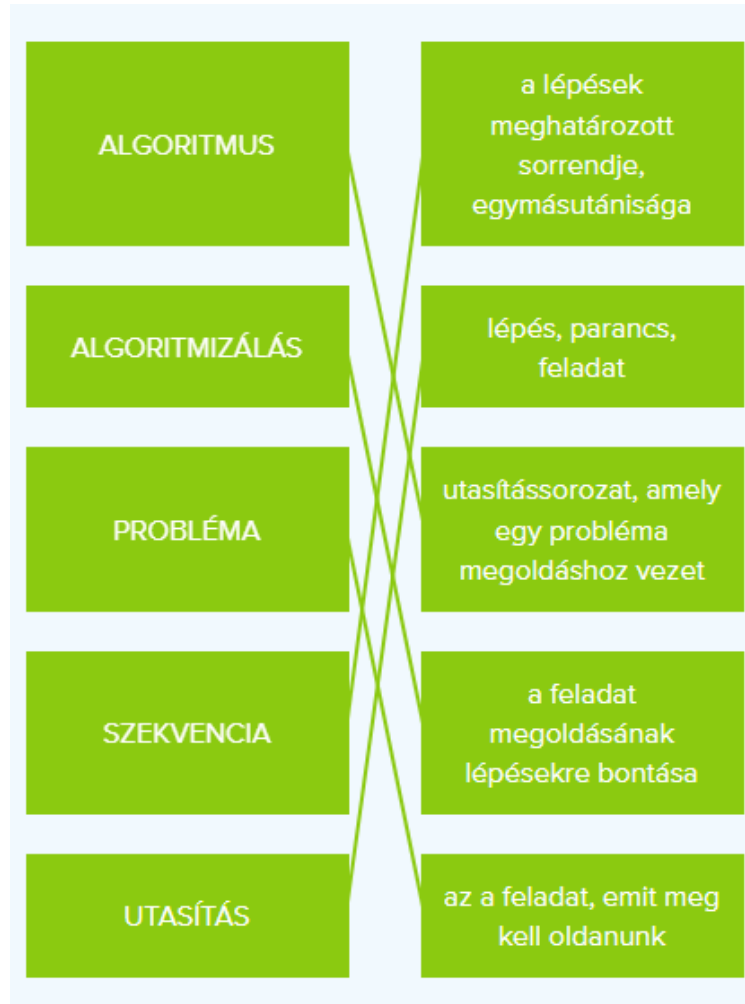 ALGORITMUS
a lépések
meghatározott
sorrendje,
egymásutánisága
ALGORITMIZÁLÁS
lépés, parancs,
feladat
PROBLÉMA
utasítássorozat, amely
egy probléma
megoldáshoz vezet
SZEKVENCIA
a feladat
megoldásának
lépésekre bontása
UTASÍTÁS
az a feladat, emit meg
kell oldanunk